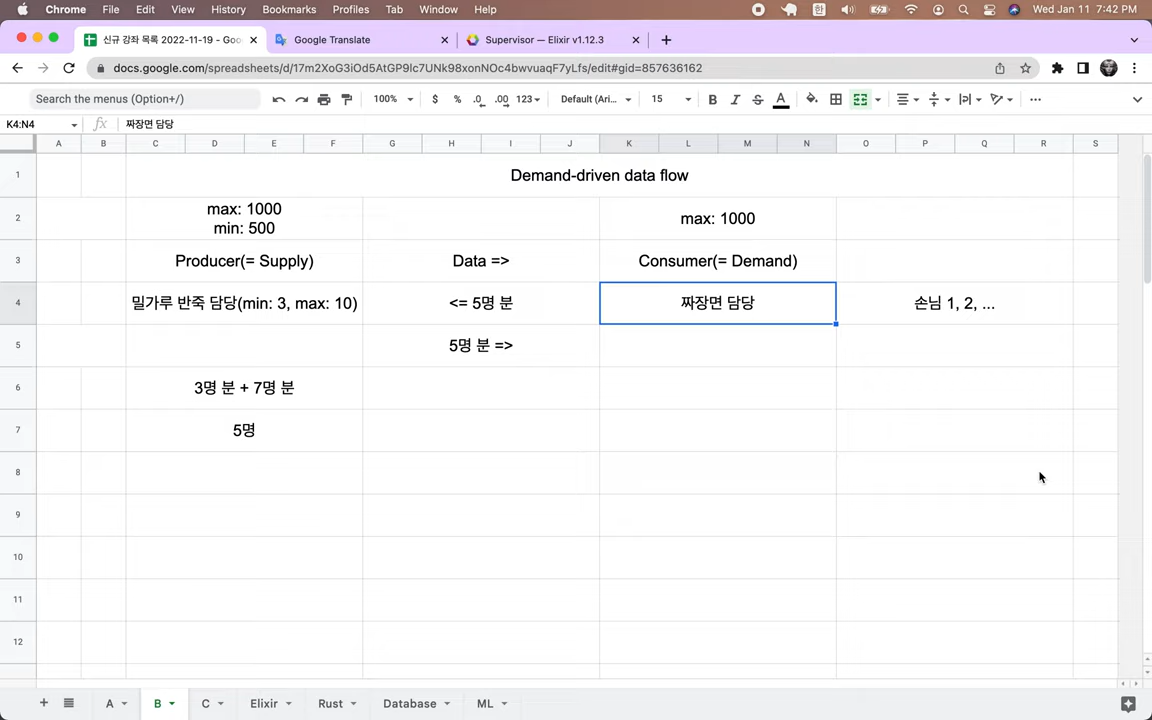 Chrome File Edit View History Bookmarks Profiles Tab Window Help 한 Wed Jan 11 7:42 PM
신규 강좌 목록 2022-11-19 - Goo Google Translate Supervisor — Elixir v1.12.3
docs.google.com/spreadsheets/d/17m2XoG3iOd5AtGP9lc7UNk98xonNOc4bwvuaqF7yLfs/edit#gid=857636162
Search the menus (Option+/) 100% $ % .0 .00 123 Default (Ari... 15 B I S A
K4:N4 fx 짜장면 담당
A B C D E F G H I J K L M N O P Q R S
1 Demand-driven data flow
max: 1000
2 max: 1000
min: 500
3 Producer(= Supply) Data => Consumer(= Demand)
4 밀가루 반죽 담당(min: 3, max: 10) <= 5명 분 짜장면 담당 손님 1, 2, ...
5 5명 분 =>
6 3명 분 + 7명 분
7 5명
8
9
10
11
12
A B C Elixir Rust Database ML